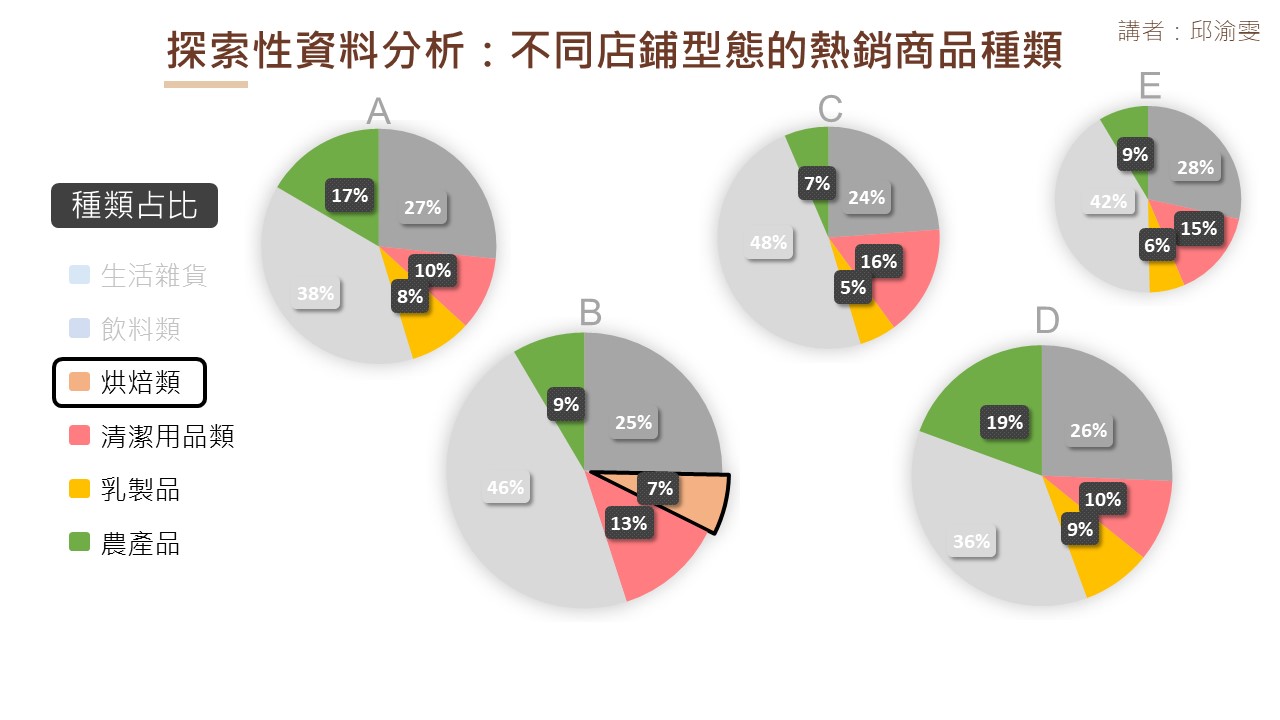 探索性資料分析：不同店鋪型態的熱銷商品種類
講者：邱渝雯
種類占比
生活雜貨
飲料類
烘焙類
清潔用品類
乳製品
農產品
A
17%
27%
10%
8%
38%
B
9%
25%
7%
13%
46%
C
7%
24%
16%
5%
48%
D
19%
26%
10%
9%
36%
E
9%
28%
15%
6%
42%